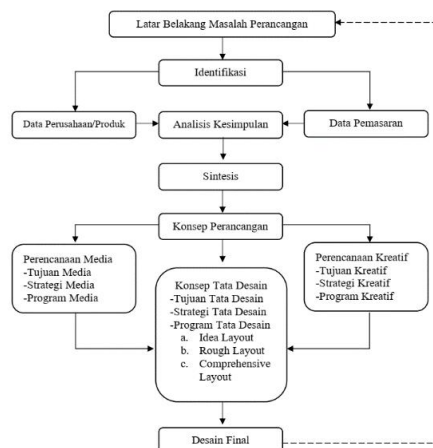 Latar Belakang Masalah Perancangan
Identifikasi
Data Perusahaan/Produk
Analisis Kesimpulan
Data Pemasaran
Sintesis
Konsep Perancangan
Perencanaan Media
-Tujuan Media
-Strategi Media
-Program Media
Konsep Tata Desain
-Tujuan Tata Desain
-Strategi Tata Desain
-Program Tata Desain
a. Idea Layout
b. Rough Layout
c. Comprehensive
Layout
Perencanaan Kreatif
-Tujuan Kreatif
-Strategi Kreatif
-Program Kreatif
Desain Final